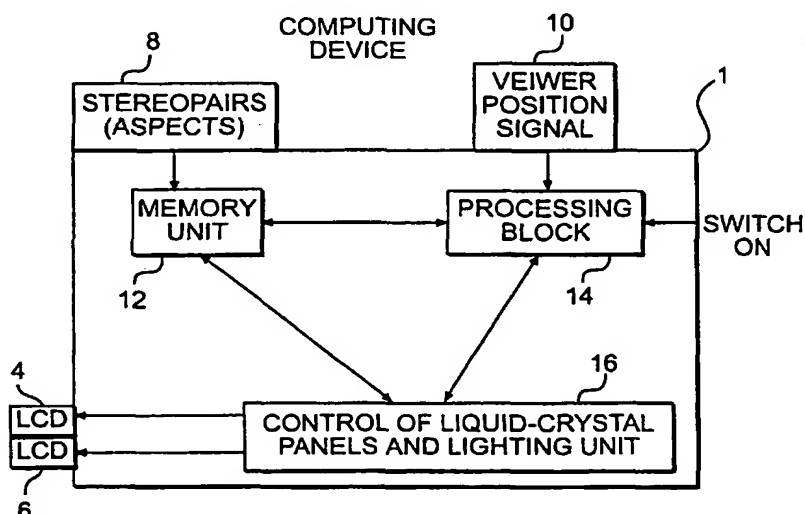 COMPUTING
DEVICE
8
10
1
STEREOPAIRS
(ASPECTS)
VEIWER
POSITION
SIGNAL
MEMORY
UNIT
PROCESSING
BLOCK
SWITCH
ON
12
14
4
16
LCD
LCD
CONTROL OF LIQUID-CRYSTAL
PANELS AND LIGHTING UNIT
6